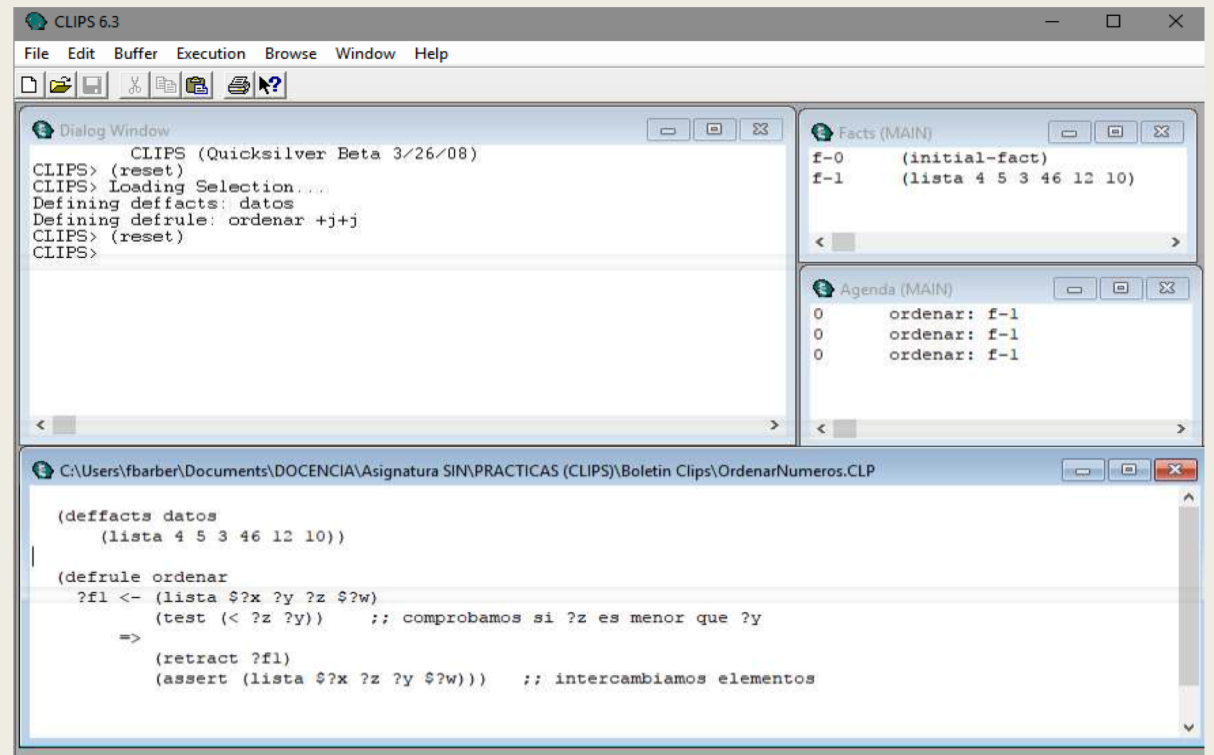 CLIPS 6.3
File Edit Buffer Execution Browse Window Help
Dialog Window
CLIPS (Quicksilver Beta 3/26/08)
CLIPS> (reset)
CLIPS> Loading Selection...
Defining deffacts: datos
Defining defrule: ordenar +j+j
CLIPS> (reset)
CLIPS>
Facts (MAIN)
f-0 (initial-fact)
f-1 (lista 4 5 3 46 12 10)
Agenda (MAIN)
0 ordenar: f-1
0 ordenar: f-1
0 ordenar: f-1
C:\Users\fbarber\Documents\DOCENCIA\Asignatura SIN\PRACTICAS (CLIPS)\Boletin Clips\OrdenarNumeros.CLP
(deffacts datos
(lista 4 5 3 46 12 10))
(defrule ordenar
?f1 <- (lista $?x ?y ?z $?w)
(test (< ?z ?y)) ;; comprobamos si ?z es menor que ?y
=>
(retract ?f1)
(assert (lista $?x ?z ?y $?w))) ;; intercambiamos elementos